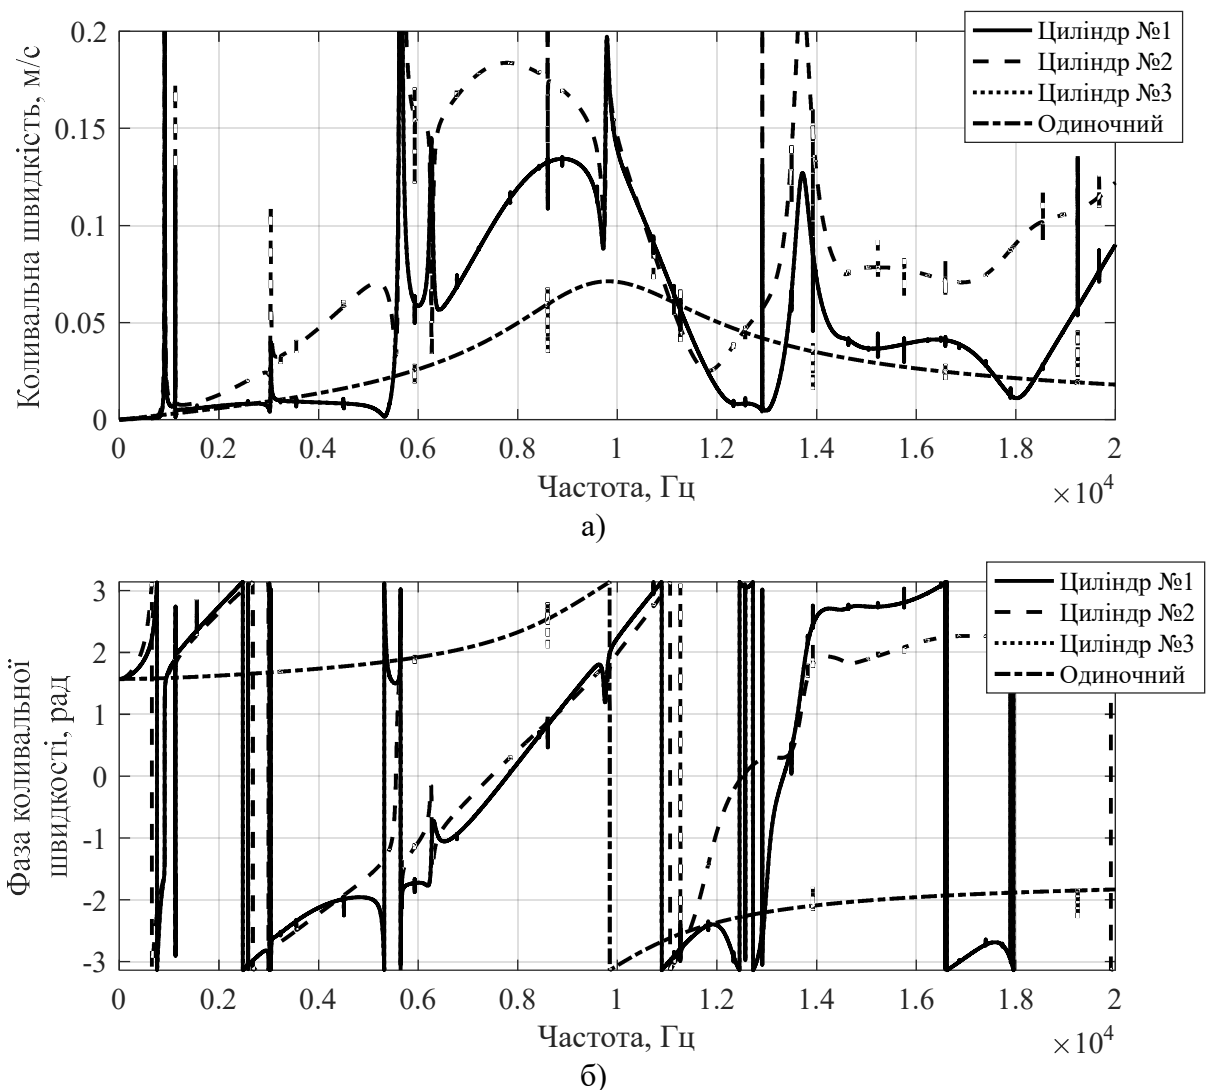 Коливальна швидкість, м/с
0.2
0.15
0.1
0.05
0
0 0.2 0.4 0.6 0.8 1 1.2 1.4 1.6 1.8 2
×10⁴
Частота, Гц
Циліндр №1
Циліндр №2
Циліндр №3
Одиночний
а)
Фаза коливальної
швидкості, рад
3
2
1
0
-1
-2
-3
0 0.2 0.4 0.6 0.8 1 1.2 1.4 1.6 1.8 2
×10⁴
Частота, Гц
Циліндр №1
Циліндр №2
Циліндр №3
Одиночний
б)